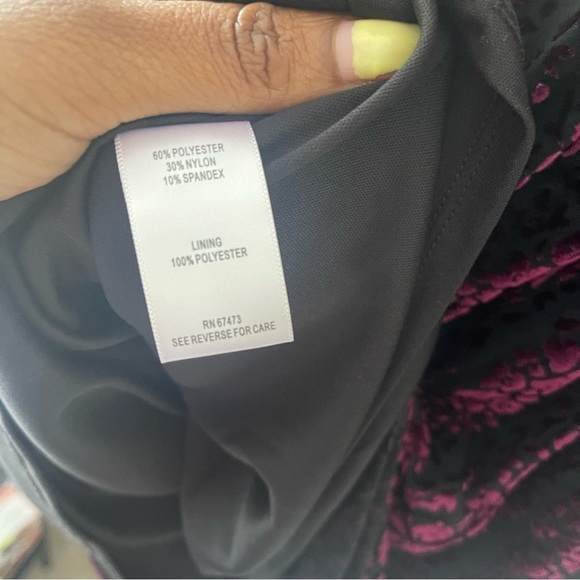 60% POLYESTER
30% NYLON
10% SPANDEX
LINING
100% POLYESTER
RN 67473
SEE REVERSE FOR CARE